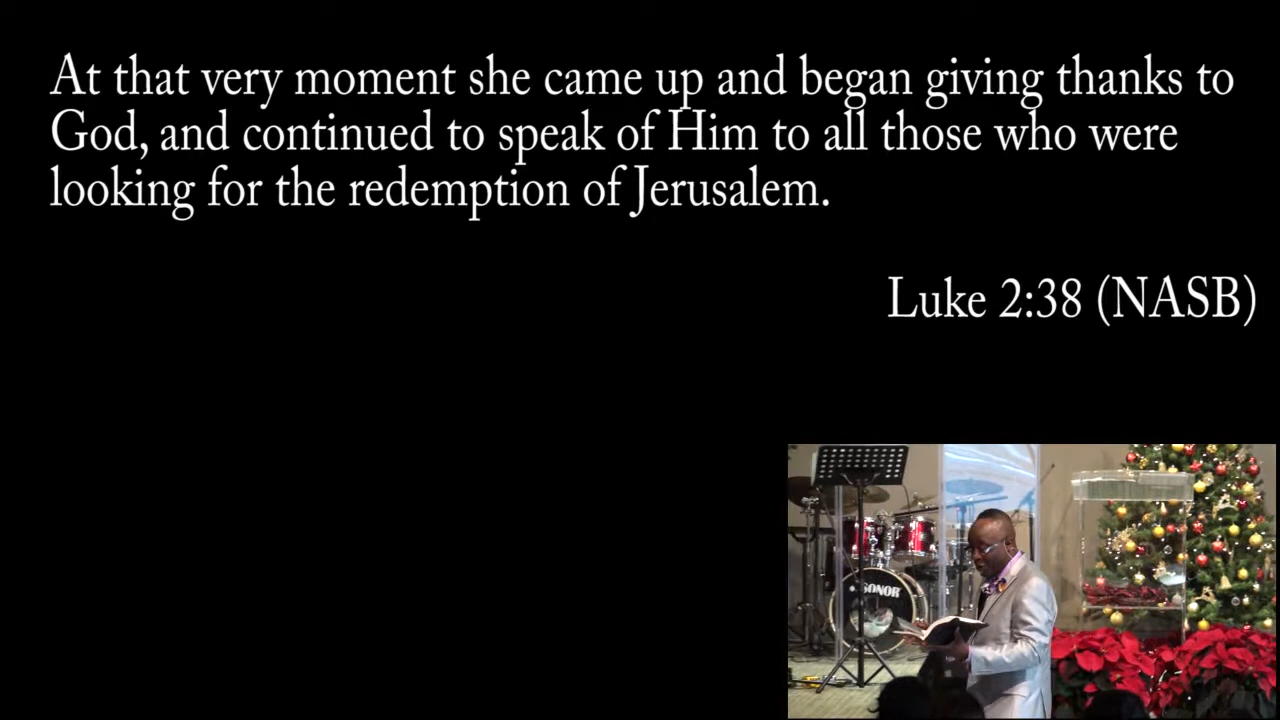 At that very moment she came up and began giving thanks to
God, and continued to speak of Him to all those who were
looking for the redemption of Jerusalem.
Luke 2:38 (NASB)
SONOR